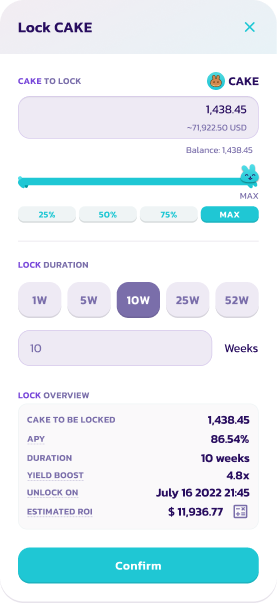 Lock CAKE
CAKE TO LOCK
CAKE
1,438.45
~71,922.50 USD
Balance: 1,438.45
MAX
25%
50%
75%
MAX
LOCK DURATION
1W
5W
10W
25W
52W
10
Weeks
LOCK OVERVIEW
CAKE TO BE LOCKED 1,438.45
APY 86.54%
DURATION 10 weeks
YIELD BOOST 4.8x
UNLOCK ON July 16 2022 21:45
ESTIMATED ROI $ 11,936.77
Confirm